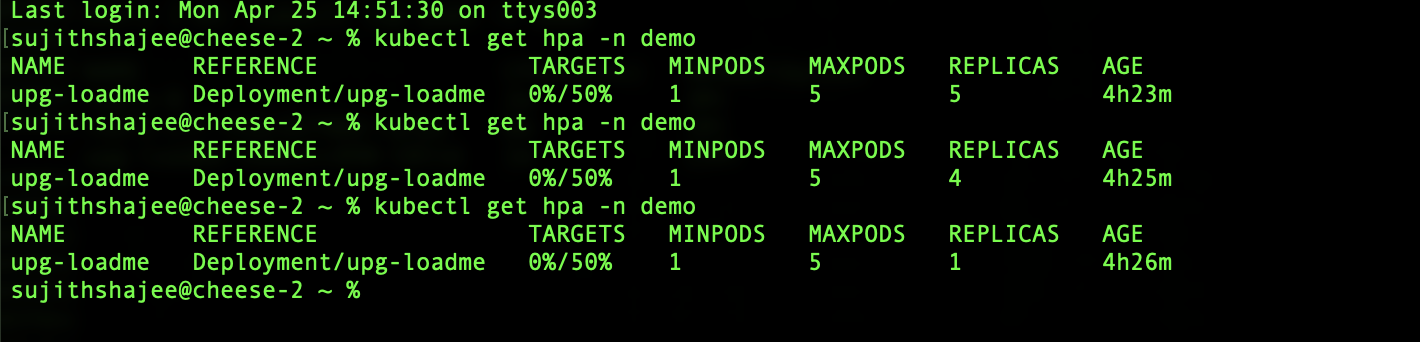 Last login: Mon Apr 25 14:51:30 on ttys003
[sujithshajee@cheese-2 ~ % kubectl get hpa -n demo
NAME REFERENCE TARGETS MINPODS MAXPODS REPLICAS AGE
upg-loadme Deployment/upg-loadme 0%/50% 1 5 5 4h23m
[sujithshajee@cheese-2 ~ % kubectl get hpa -n demo
NAME REFERENCE TARGETS MINPODS MAXPODS REPLICAS AGE
upg-loadme Deployment/upg-loadme 0%/50% 1 5 4 4h25m
[sujithshajee@cheese-2 ~ % kubectl get hpa -n demo
NAME REFERENCE TARGETS MINPODS MAXPODS REPLICAS AGE
upg-loadme Deployment/upg-loadme 0%/50% 1 5 1 4h26m
sujithshajee@cheese-2 ~ %